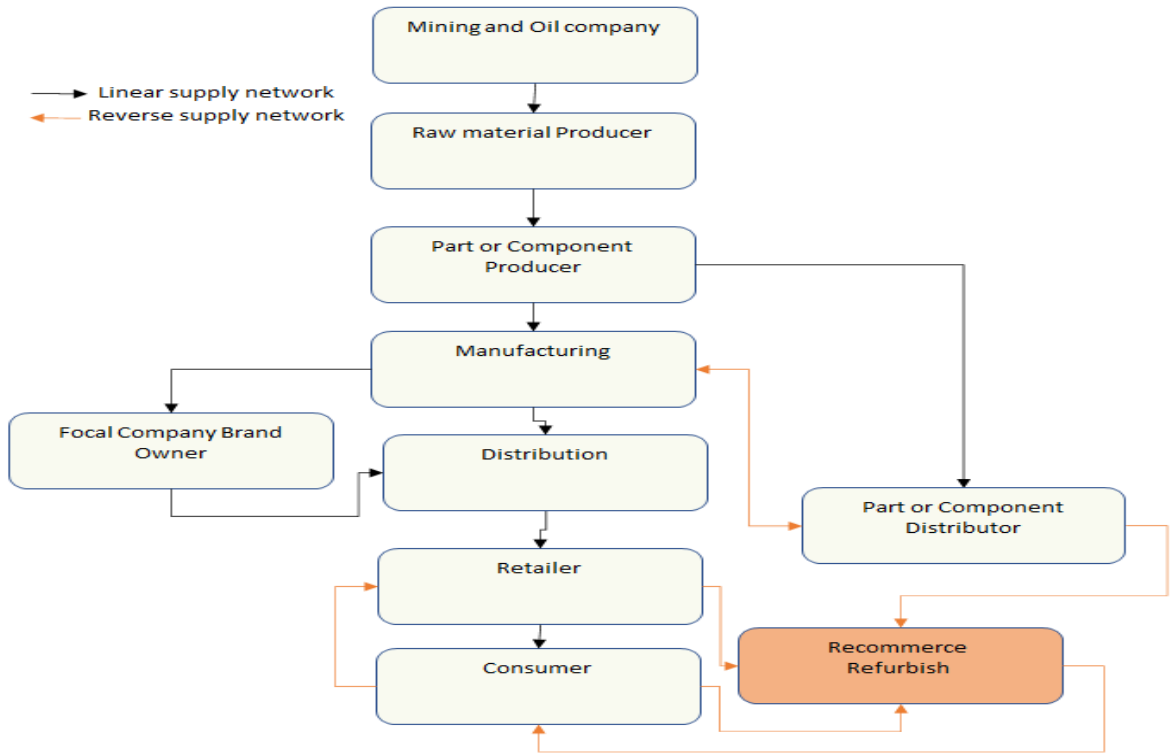 Mining and Oil company
Linear supply network
Reverse supply network
Raw material Producer
Part or Component
Producer
Manufacturing
Focal Company Brand
Owner
Distribution
Part or Component
Distributor
Retailer
Recommerce
Refurbish
Consumer